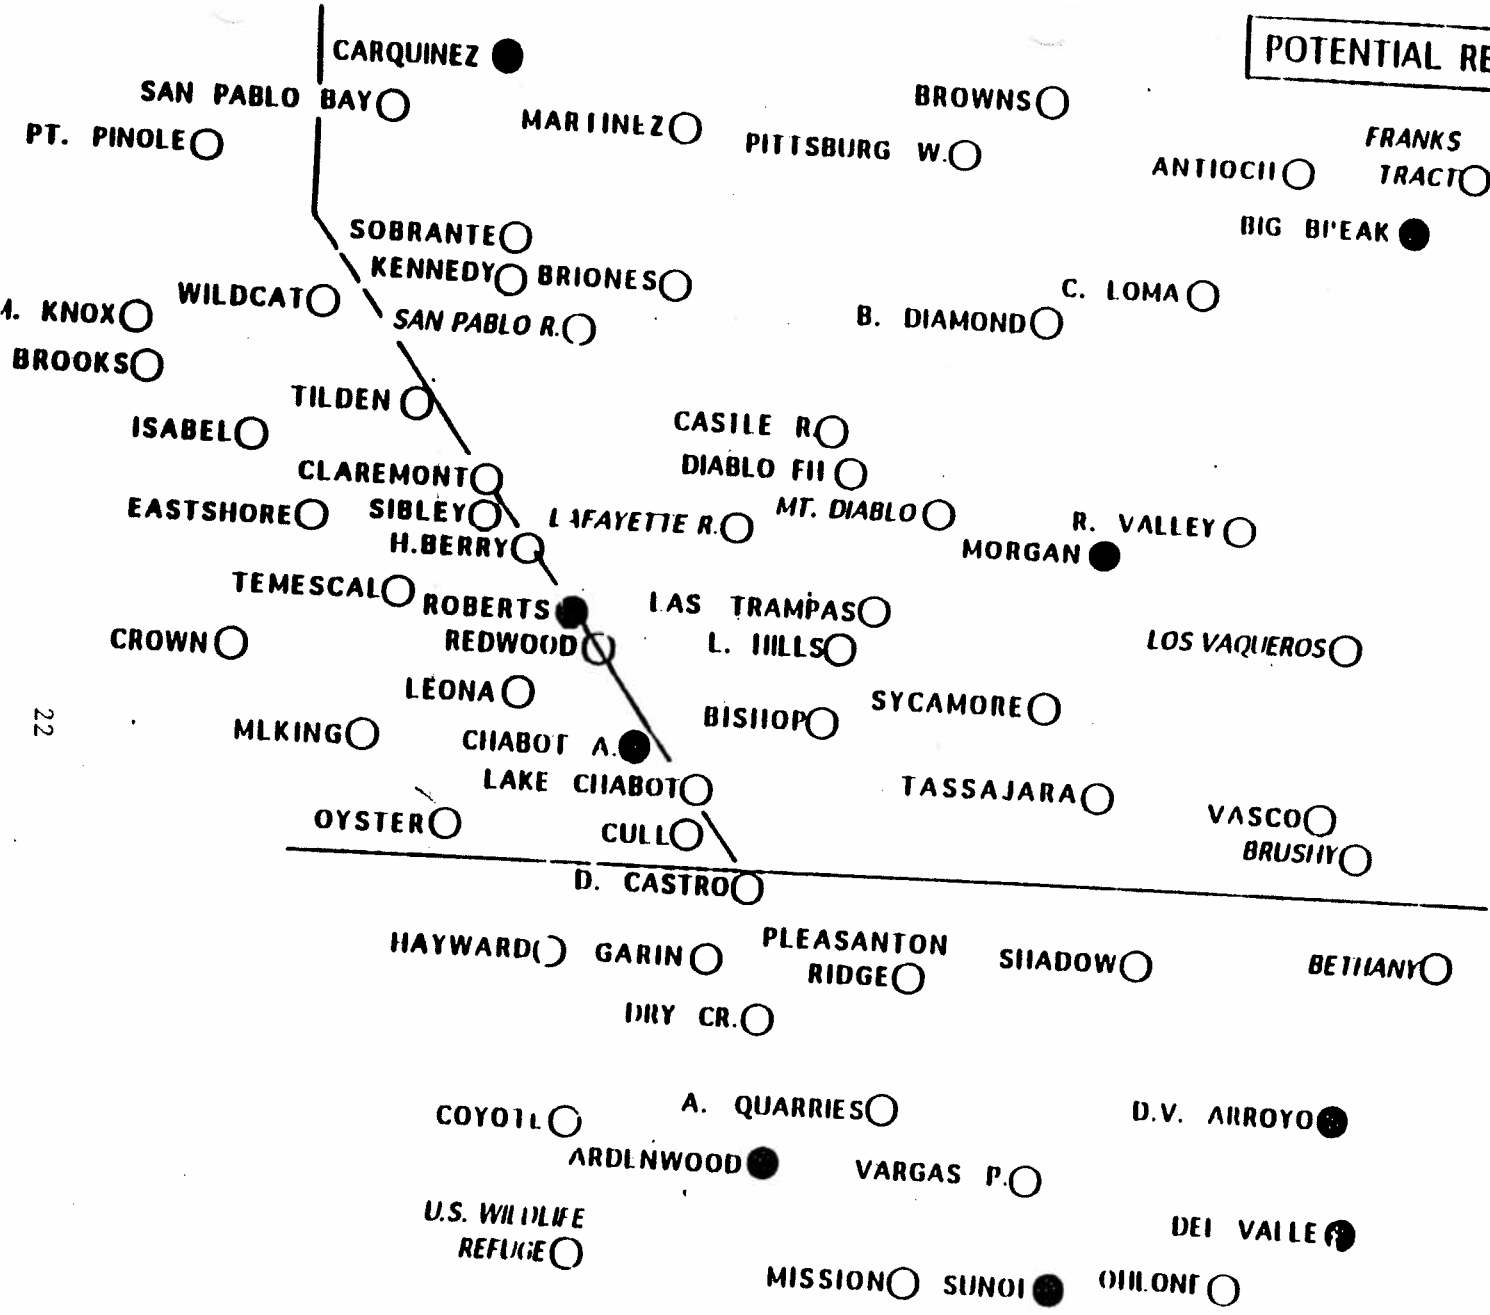 CARQUINEZ
POTENTIAL RE
SAN PABLO BAY
BROWNS
MARTINEZ
PT. PINOLE
PITTSBURG W.
FRANKS
TRACT
ANTIOCH
BIG BREAK
SOBRANTE
KENNEDY
BRIONES
WILDCAT
C. LOMA
M. KNOX
SAN PABLO R.
B. DIAMOND
BROOKS
TILDEN
ISABEL
CASTLE R.
CLAREMONT
DIABLO FH
EASTSHORE
SIBLEY
LAFAYETTE R.
MT. DIABLO
R. VALLEY
H.BERRY
MORGAN
TEMESCAL
ROBERTS
LAS TRAMPAS
CROWN
REDWOOD
L. HILLS
LOS VAQUEROS
LEONA
SYCAMORE
22
BISHOP
MLKING
CHABOT A.
LAKE CHABOT
TASSAJARA
OYSTER
CULL
VASCO
BRUSHY
D. CASTRO
HAYWARD
GARIN
PLEASANTON
RIDGE
SHADOW
BETHANY
DRY CR.
COYOTE
A. QUARRIES
D.V. ARROYO
ARDENWOOD
VARGAS P.
U.S. WILDLIFE
REFUGE
DEL VALLE
MISSION
SUNOL
OHLONE